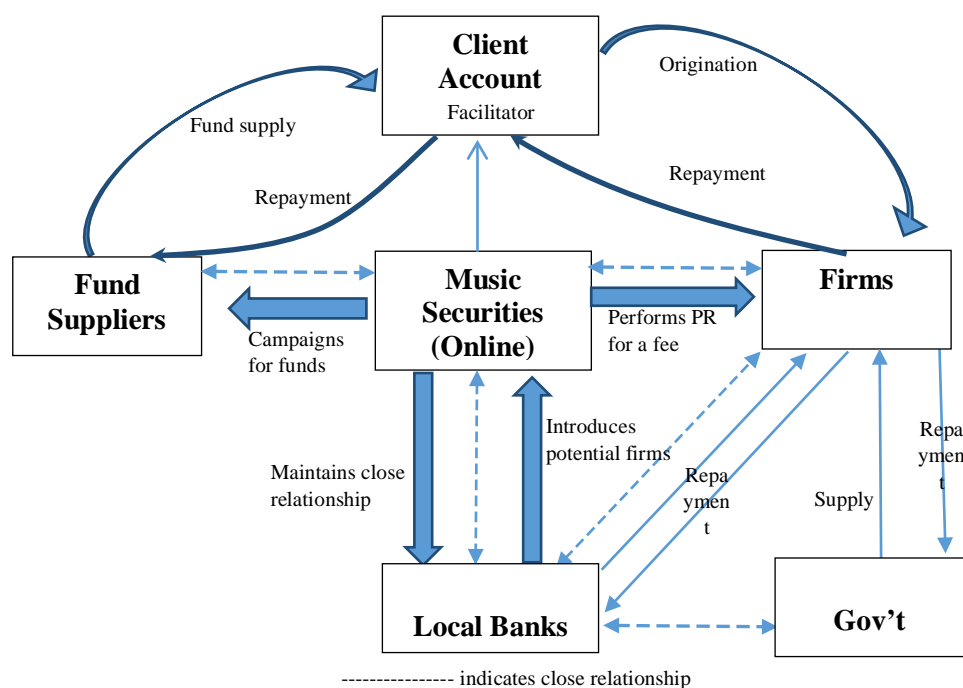 Client
Account
Facilitator
Origination
Fund supply
Repayment
Repayment
Fund
Suppliers
Music
Securities
(Online)
Firms
Campaigns
for funds
Performs PR
for a fee
Maintains close
relationship
Introduces
potential firms
Repa
ymen
t
Supply
Repa
ymen
t
Local Banks
Gov’t
---------------- indicates close relationship